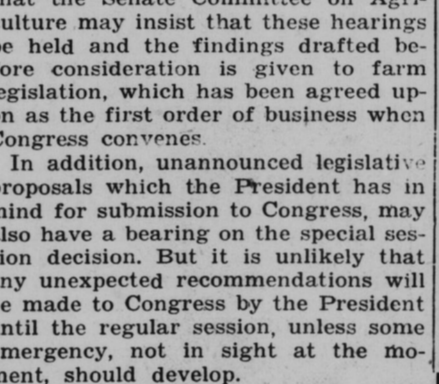 that the Senate Committee on Agri-
culture may insist that these hearings
be held and the findings drafted be-
fore consideration is given to farm
legislation, which has been agreed up-
on as the first order of business when
Congress convenes.
In addition, unannounced legislative
proposals which the President has in
mind for submission to Congress, may
also have a bearing on the special ses-
sion decision. But it is unlikely that
any unexpected recommendations will
be made to Congress by the President
until the regular session, unless some
emergency, not in sight at the mo-
ment, should develop.